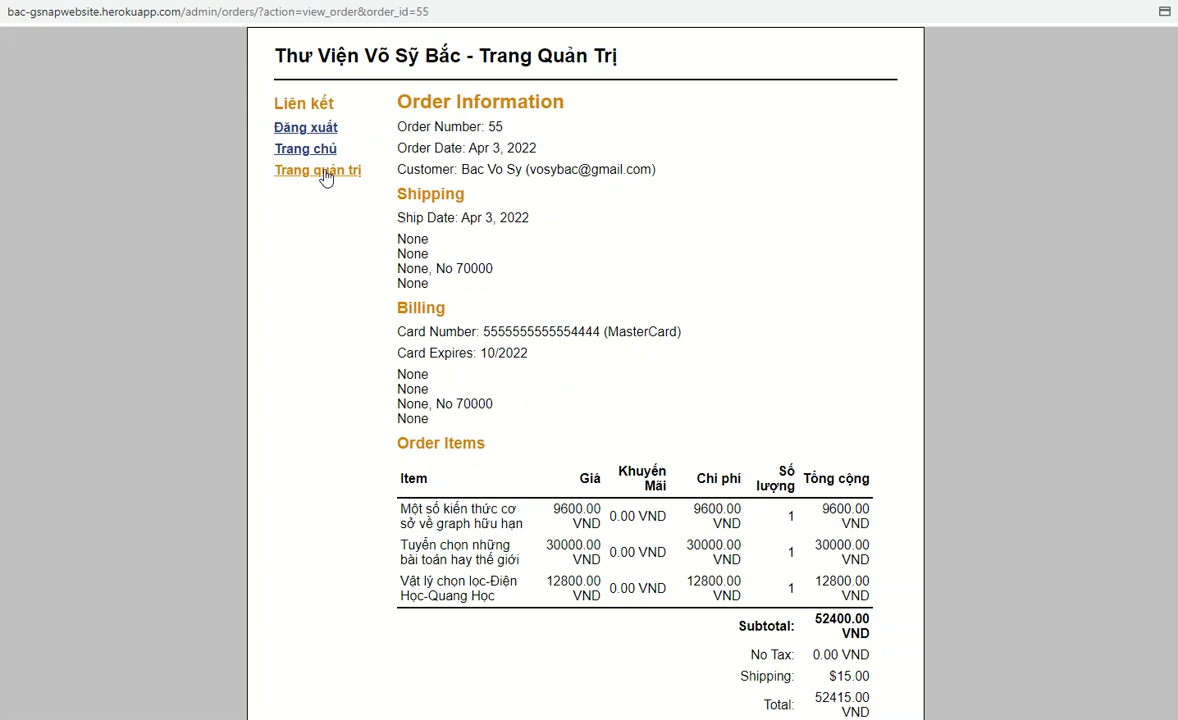 bac-gsnapwebsite.herokuapp.com/admin/orders/?action=view_order&order_id=55
Thư Viện Võ Sỹ Bắc - Trang Quản Trị
Liên kết
Đăng xuất
Trang chủ
Trang quản trị
Order Information
Order Number: 55
Order Date: Apr 3, 2022
Customer: Bac Vo Sy (vosybac@gmail.com)
Shipping
Ship Date: Apr 3, 2022
None
None
None, No 70000
None
Billing
Card Number: 5555555555554444 (MasterCard)
Card Expires: 10/2022
None
None
None, No 70000
None
Order Items
Item Giá Khuyến Mãi Chi phí Số lượng Tổng cộng
Một số kiến thức cơ sở về graph hữu hạn 9600.00 VND 0.00 VND 9600.00 VND 1 9600.00 VND
Tuyển chọn những bài toán hay thế giới 30000.00 VND 0.00 VND 30000.00 VND 1 30000.00 VND
Vật lý chọn lọc-Điện Học-Quang Học 12800.00 VND 0.00 VND 12800.00 VND 1 12800.00 VND
Subtotal: 52400.00 VND
No Tax: 0.00 VND
Shipping: $15.00
Total: 52415.00 VND